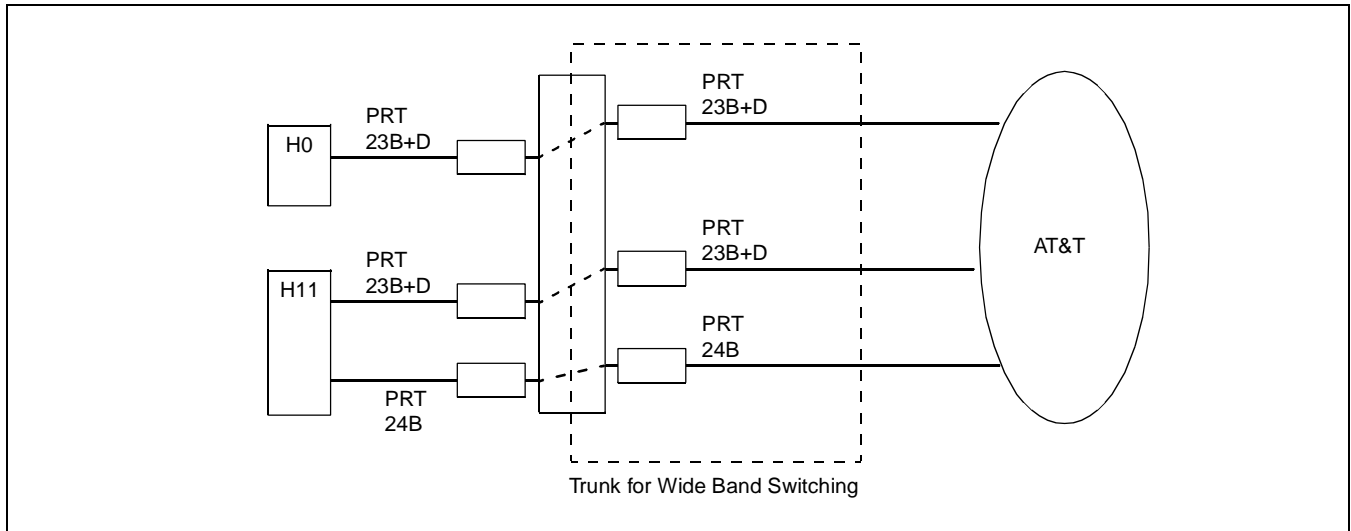 PRT
23B+D
PRT
23B+D
H0
PRT
23B+D
PRT
23B+D
AT&T
H11
PRT
24B
PRT
24B
Trunk for Wide Band Switching